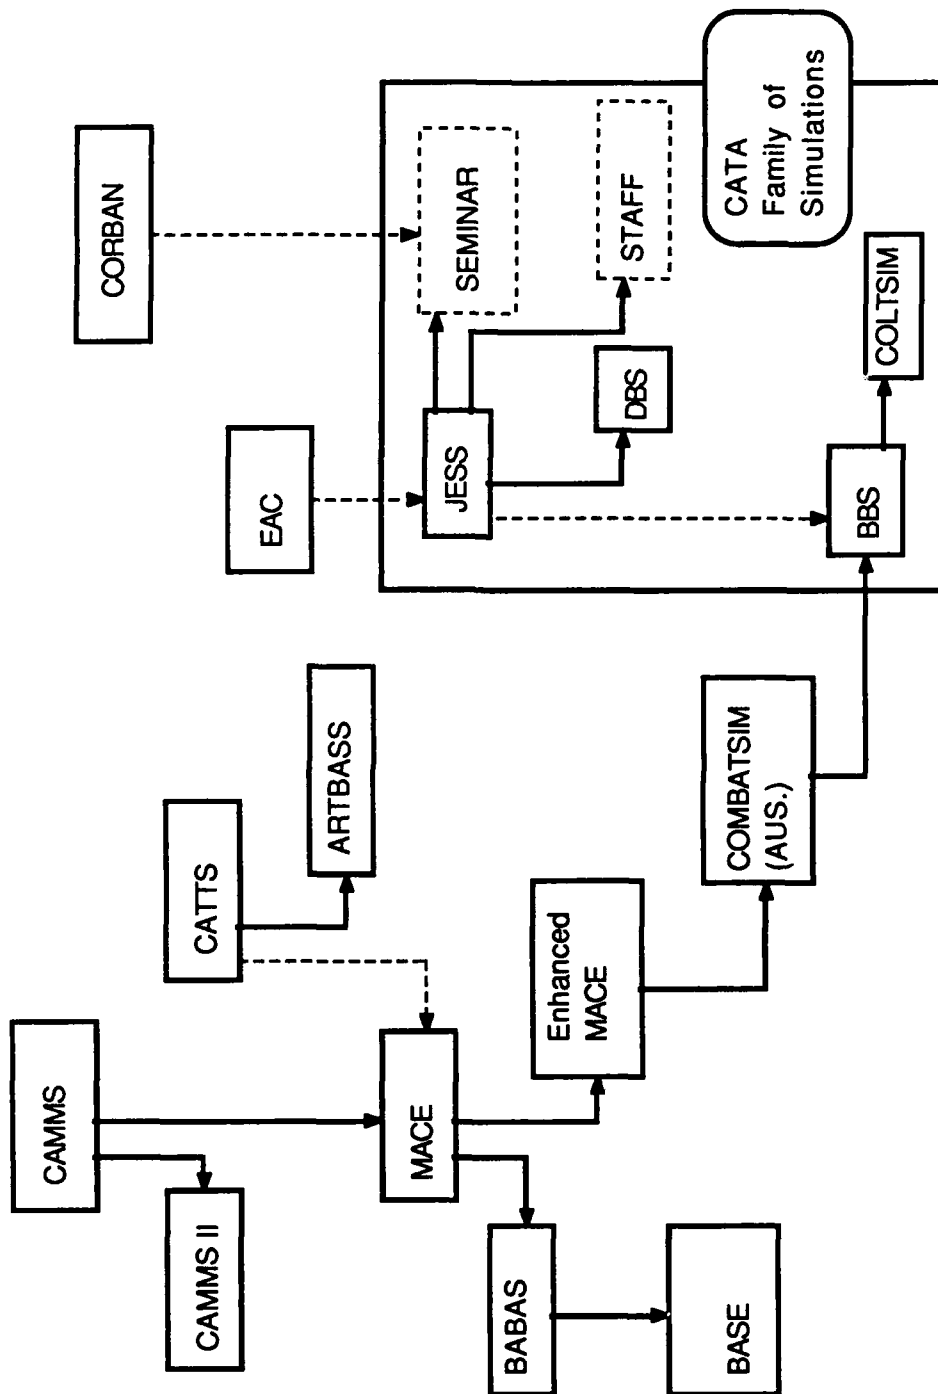 CAMMS
CAMMS II
CATTS
ARTBASS
EAC
CORBAN
MACE
BABAS
BASE
Enhanced
MACE
COMBATSIM
(AUS.)
JESS
SEMINAR
STAFF
DBS
BBS
COLTSIM
CATA
Family of
Simulations